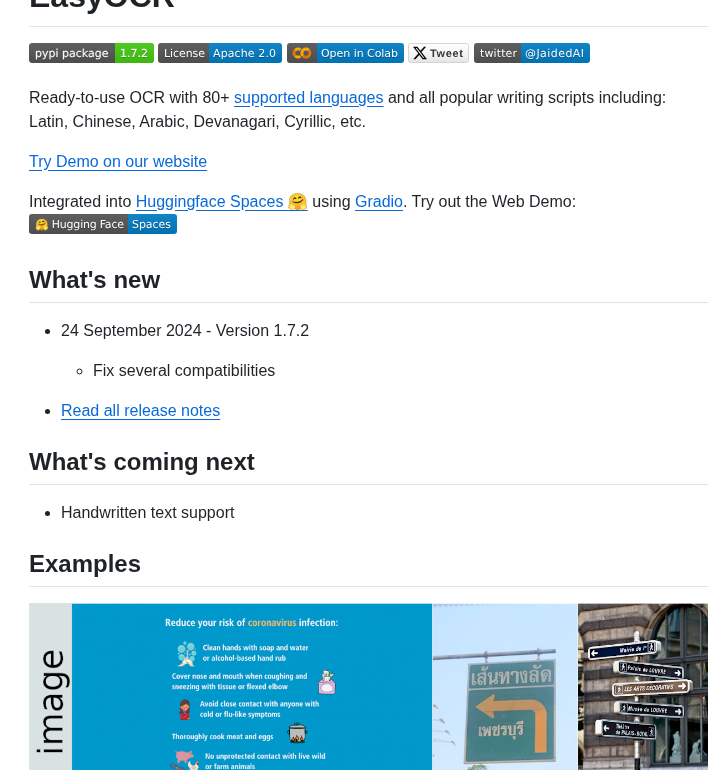 EasyOCR
pypi package 1.7.2 License Apache 2.0 Open in Colab Tweet twitter @JaidedAI
Ready-to-use OCR with 80+ supported languages and all popular writing scripts including:
Latin, Chinese, Arabic, Devanagari, Cyrillic, etc.
Try Demo on our website
Integrated into Huggingface Spaces 🤗 using Gradio. Try out the Web Demo:
🤗 Hugging Face Spaces
What's new
24 September 2024 - Version 1.7.2
Fix several compatibilities
Read all release notes
What's coming next
Handwritten text support
Examples
image
Reduce your risk of coronavirus infection:
Clean hands with soap and water
or alcohol-based hand rub
Cover nose and mouth when coughing and
sneezing with tissue or flexed elbow
Avoid close contact with anyone with
cold or flu-like symptoms
Thoroughly cook meat and eggs
No unprotected contact with live wild
or farm animals
เส้นทางลัด
เพชรบุรี
Mairie du 1er
Palais du LOUVRE
LES ARTS DECORATIFS
Musée du LOUVRE
Théâtre
du PALAIS-ROYAL